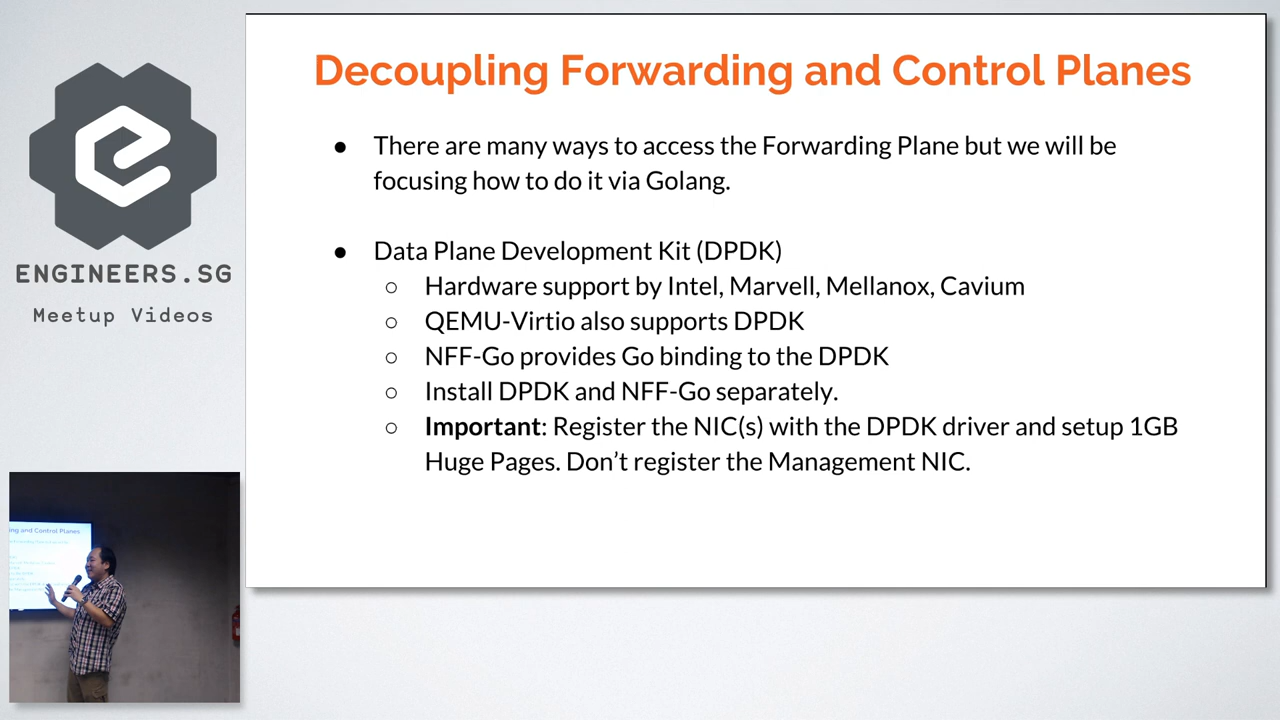 Decoupling Forwarding and Control Planes
● There are many ways to access the Forwarding Plane but we will be
focusing how to do it via Golang.
● Data Plane Development Kit (DPDK)
○ Hardware support by Intel, Marvell, Mellanox, Cavium
○ QEMU-Virtio also supports DPDK
○ NFF-Go provides Go binding to the DPDK
○ Install DPDK and NFF-Go separately.
○ Important: Register the NIC(s) with the DPDK driver and setup 1GB
Huge Pages. Don’t register the Management NIC.
ENGINEERS.SG
Meetup Videos
ing and Control Planes